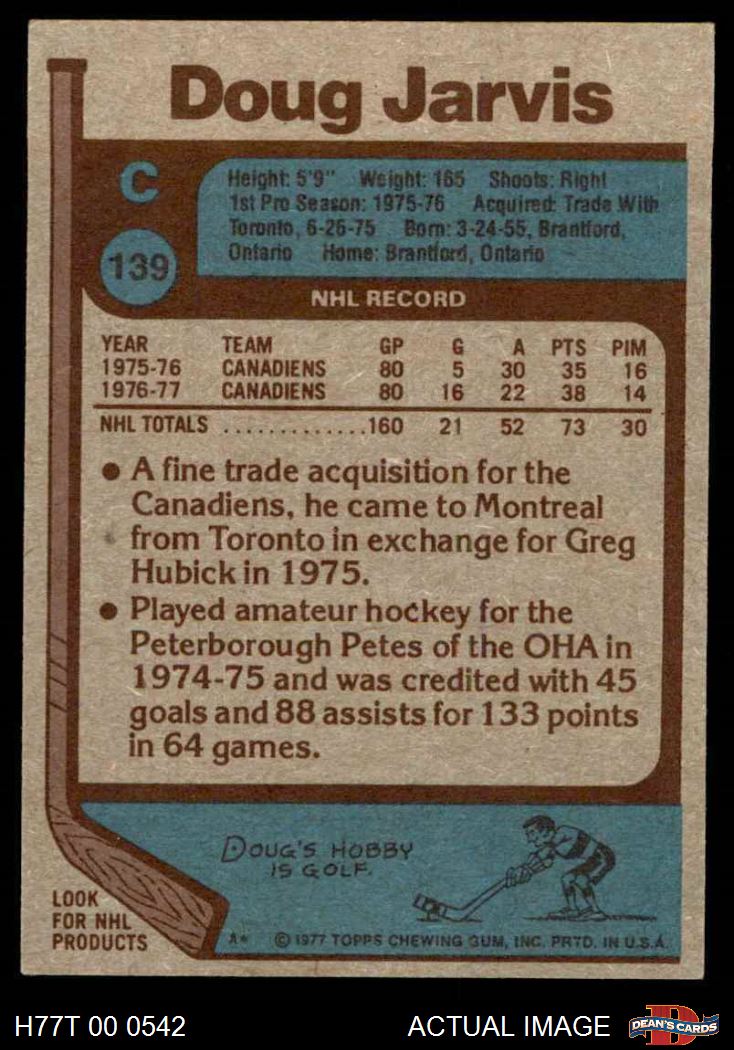 Doug Jarvis
C
139
Height: 5'9" Weight: 165 Shoots: Right
1st Pro Season: 1975-76 Acquired: Trade With
Toronto, 6-26-75 Born: 3-24-55, Brantford,
Ontario Home: Brantford, Ontario
NHL RECORD
YEAR TEAM GP G A PTS PIM
1975-76 CANADIENS 80 5 30 35 16
1976-77 CANADIENS 80 16 22 38 14
NHL TOTALS .............160 21 52 73 30
● A fine trade acquisition for the
Canadiens, he came to Montreal
from Toronto in exchange for Greg
Hubick in 1975.
● Played amateur hockey for the
Peterborough Petes of the OHA in
1974-75 and was credited with 45
goals and 88 assists for 133 points
in 64 games.
DOUG'S HOBBY
IS GOLF.
LOOK
FOR NHL
PRODUCTS
A* © 1977 TOPPS CHEWING GUM, INC. PRTD. IN U.S.A.
H77T 00 0542 ACTUAL IMAGE DEAN'S CARDS